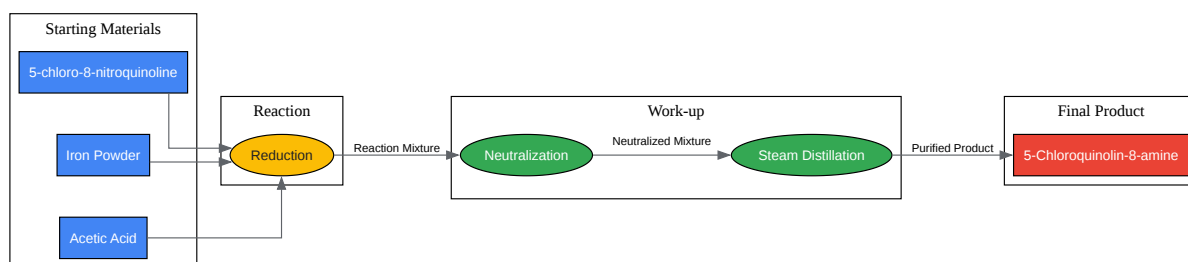 Starting Materials
5-chloro-8-nitroquinoline
Iron Powder
Acetic Acid
Reaction
Reduction
Reaction Mixture
Work-up
Neutralization
Neutralized Mixture
Steam Distillation
Purified Product
Final Product
5-Chloroquinolin-8-amine